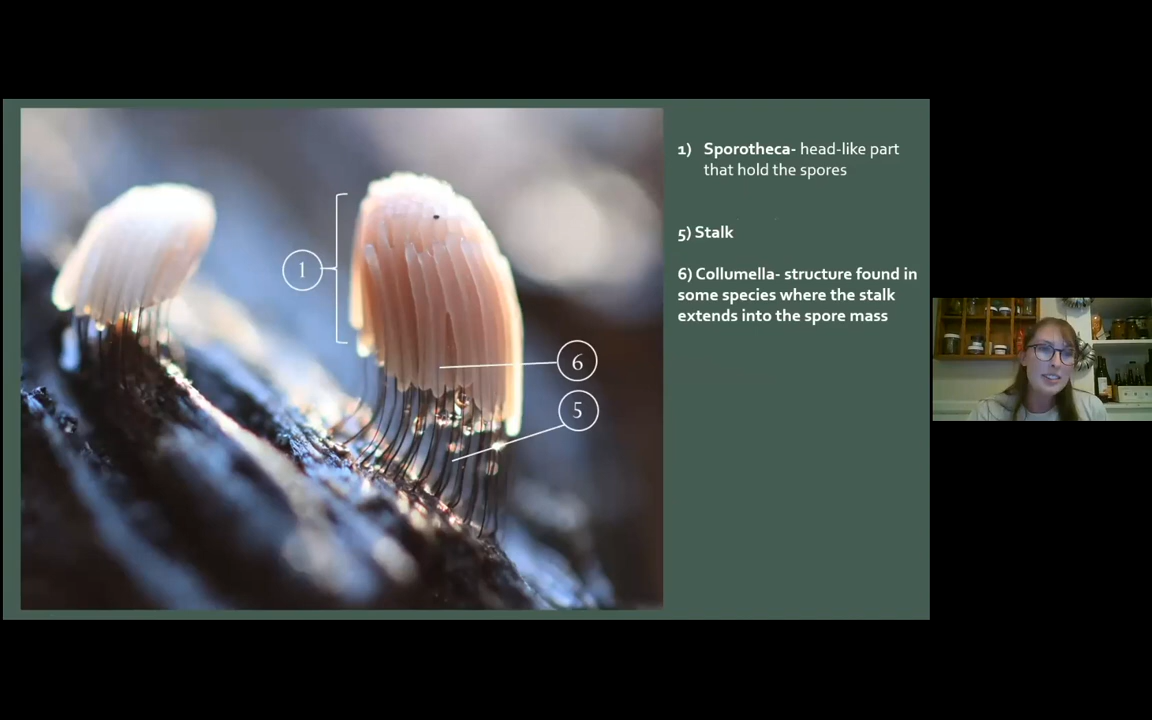 1) Sporotheca- head-like part
that hold the spores
5) Stalk
6) Collumella- structure found in
some species where the stalk
extends into the spore mass
1
6
5